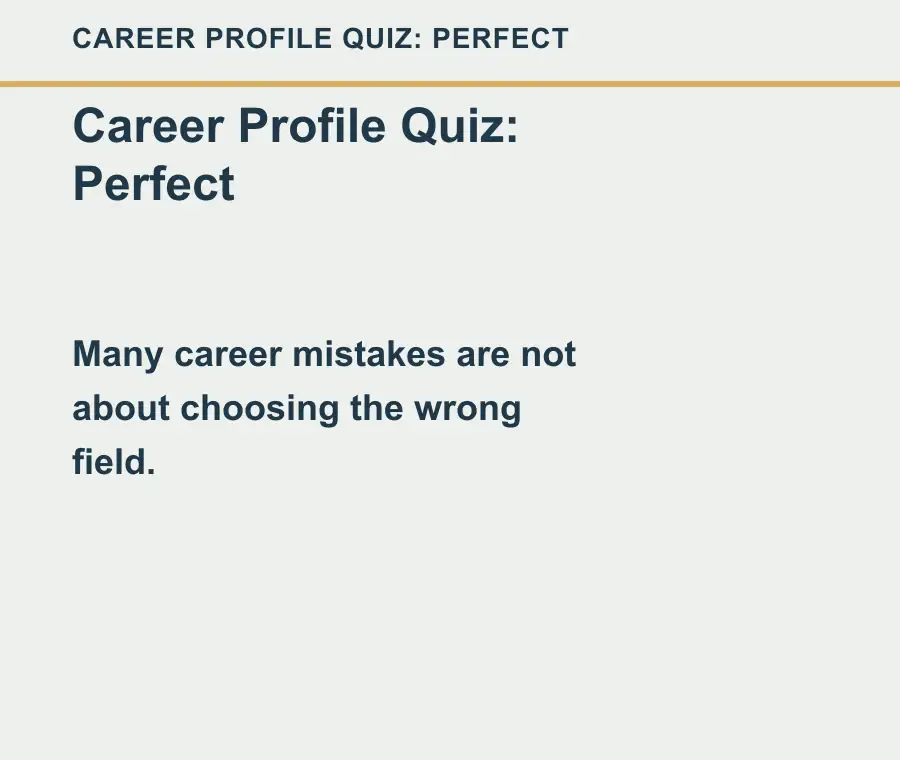 CAREER PROFILE QUIZ: PERFECT
Career Profile Quiz:
Perfect
Many career mistakes are not
about choosing the wrong
field.